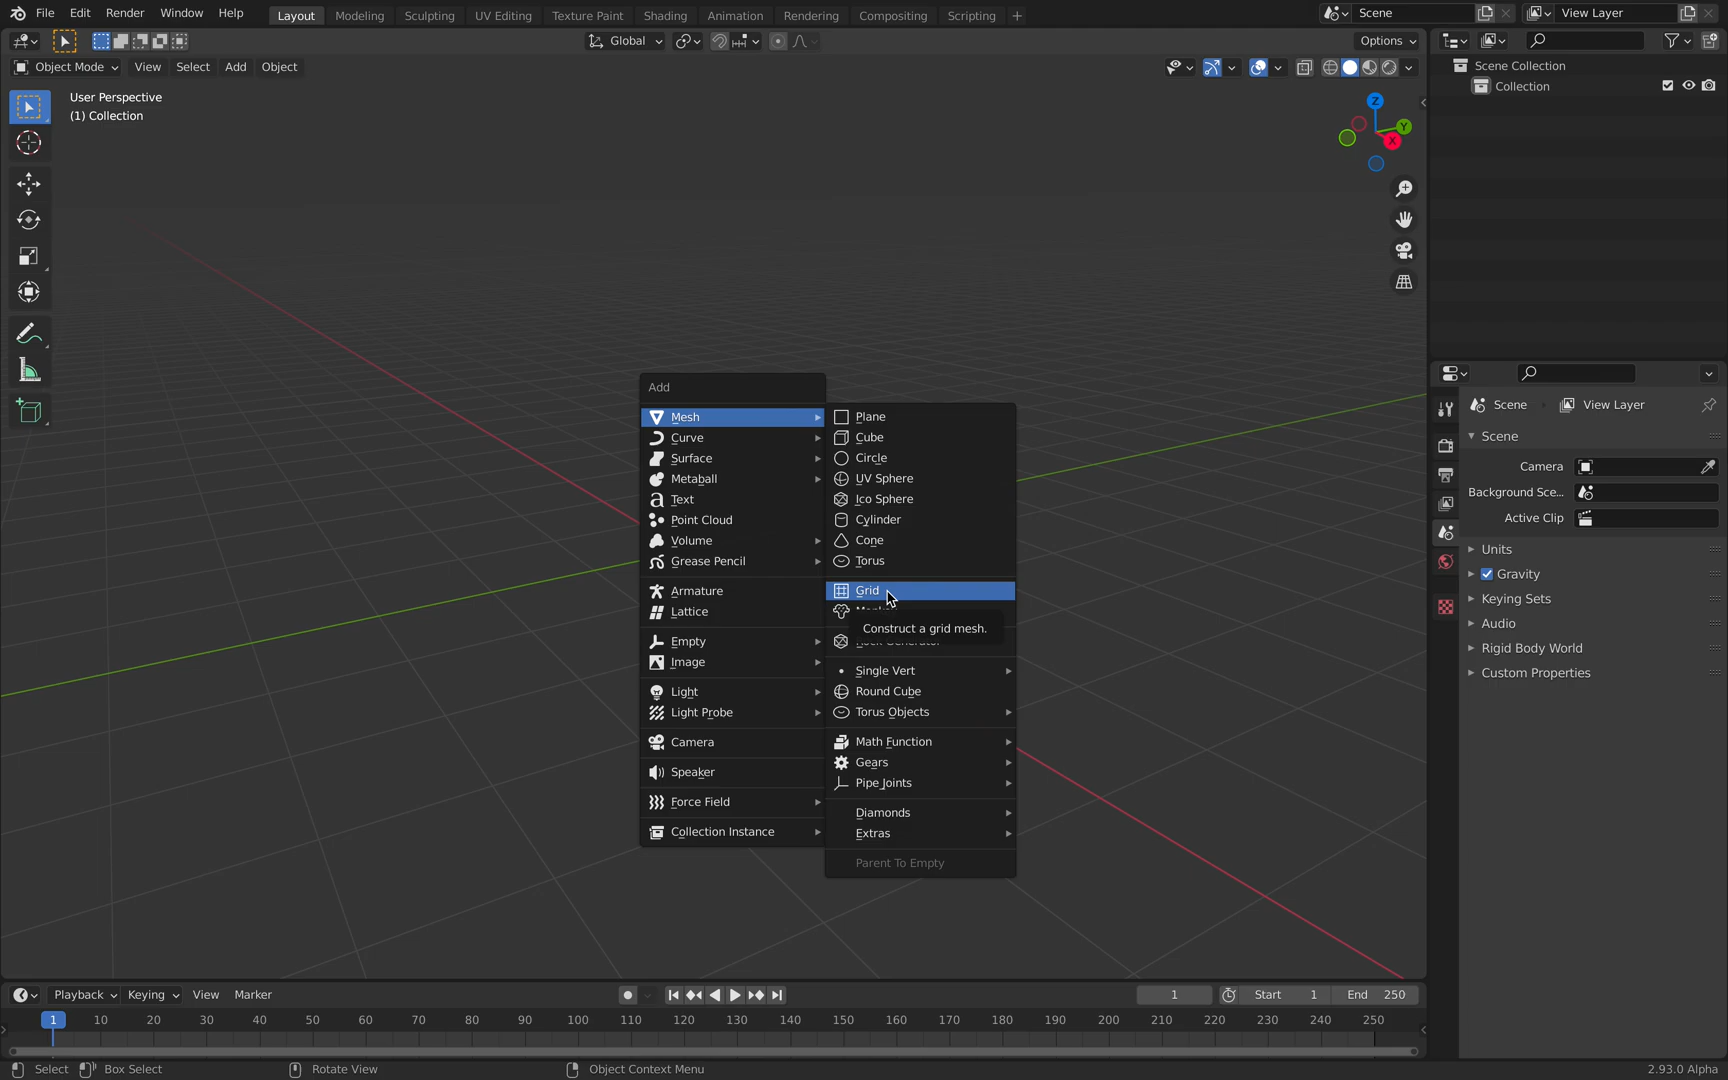 File Edit Render Window Help
Layout Modeling Sculpting UV Editing Texture Paint Shading Animation Rendering Compositing Scripting +
Scene
View Layer
Global
Options
Object Mode View Select Add Object
User Perspective
(1) Collection
Z
Y
X
Scene Collection
Collection
Add
Mesh
Curve
Surface
Metaball
Text
Point Cloud
Volume
Grease Pencil
Armature
Lattice
Empty
Image
Light
Light Probe
Camera
Speaker
Force Field
Collection Instance
Plane
Cube
Circle
UV Sphere
Ico Sphere
Cylinder
Cone
Torus
Grid
Construct a grid mesh.
Single Vert
Round Cube
Torus Objects
Math Function
Gears
Pipe Joints
Diamonds
Extras
Parent To Empty
Scene View Layer
Scene
Camera
Background Sce...
Active Clip
Units
Gravity
Keying Sets
Audio
Rigid Body World
Custom Properties
Playback Keying View Marker
1
Start 1
End 250
1 10 20 30 40 50 60 70 80 90 100 110 120 130 140 150 160 170 180 190 200 210 220 230 240 250
Select Box Select Rotate View Object Context Menu
2.93.0 Alpha